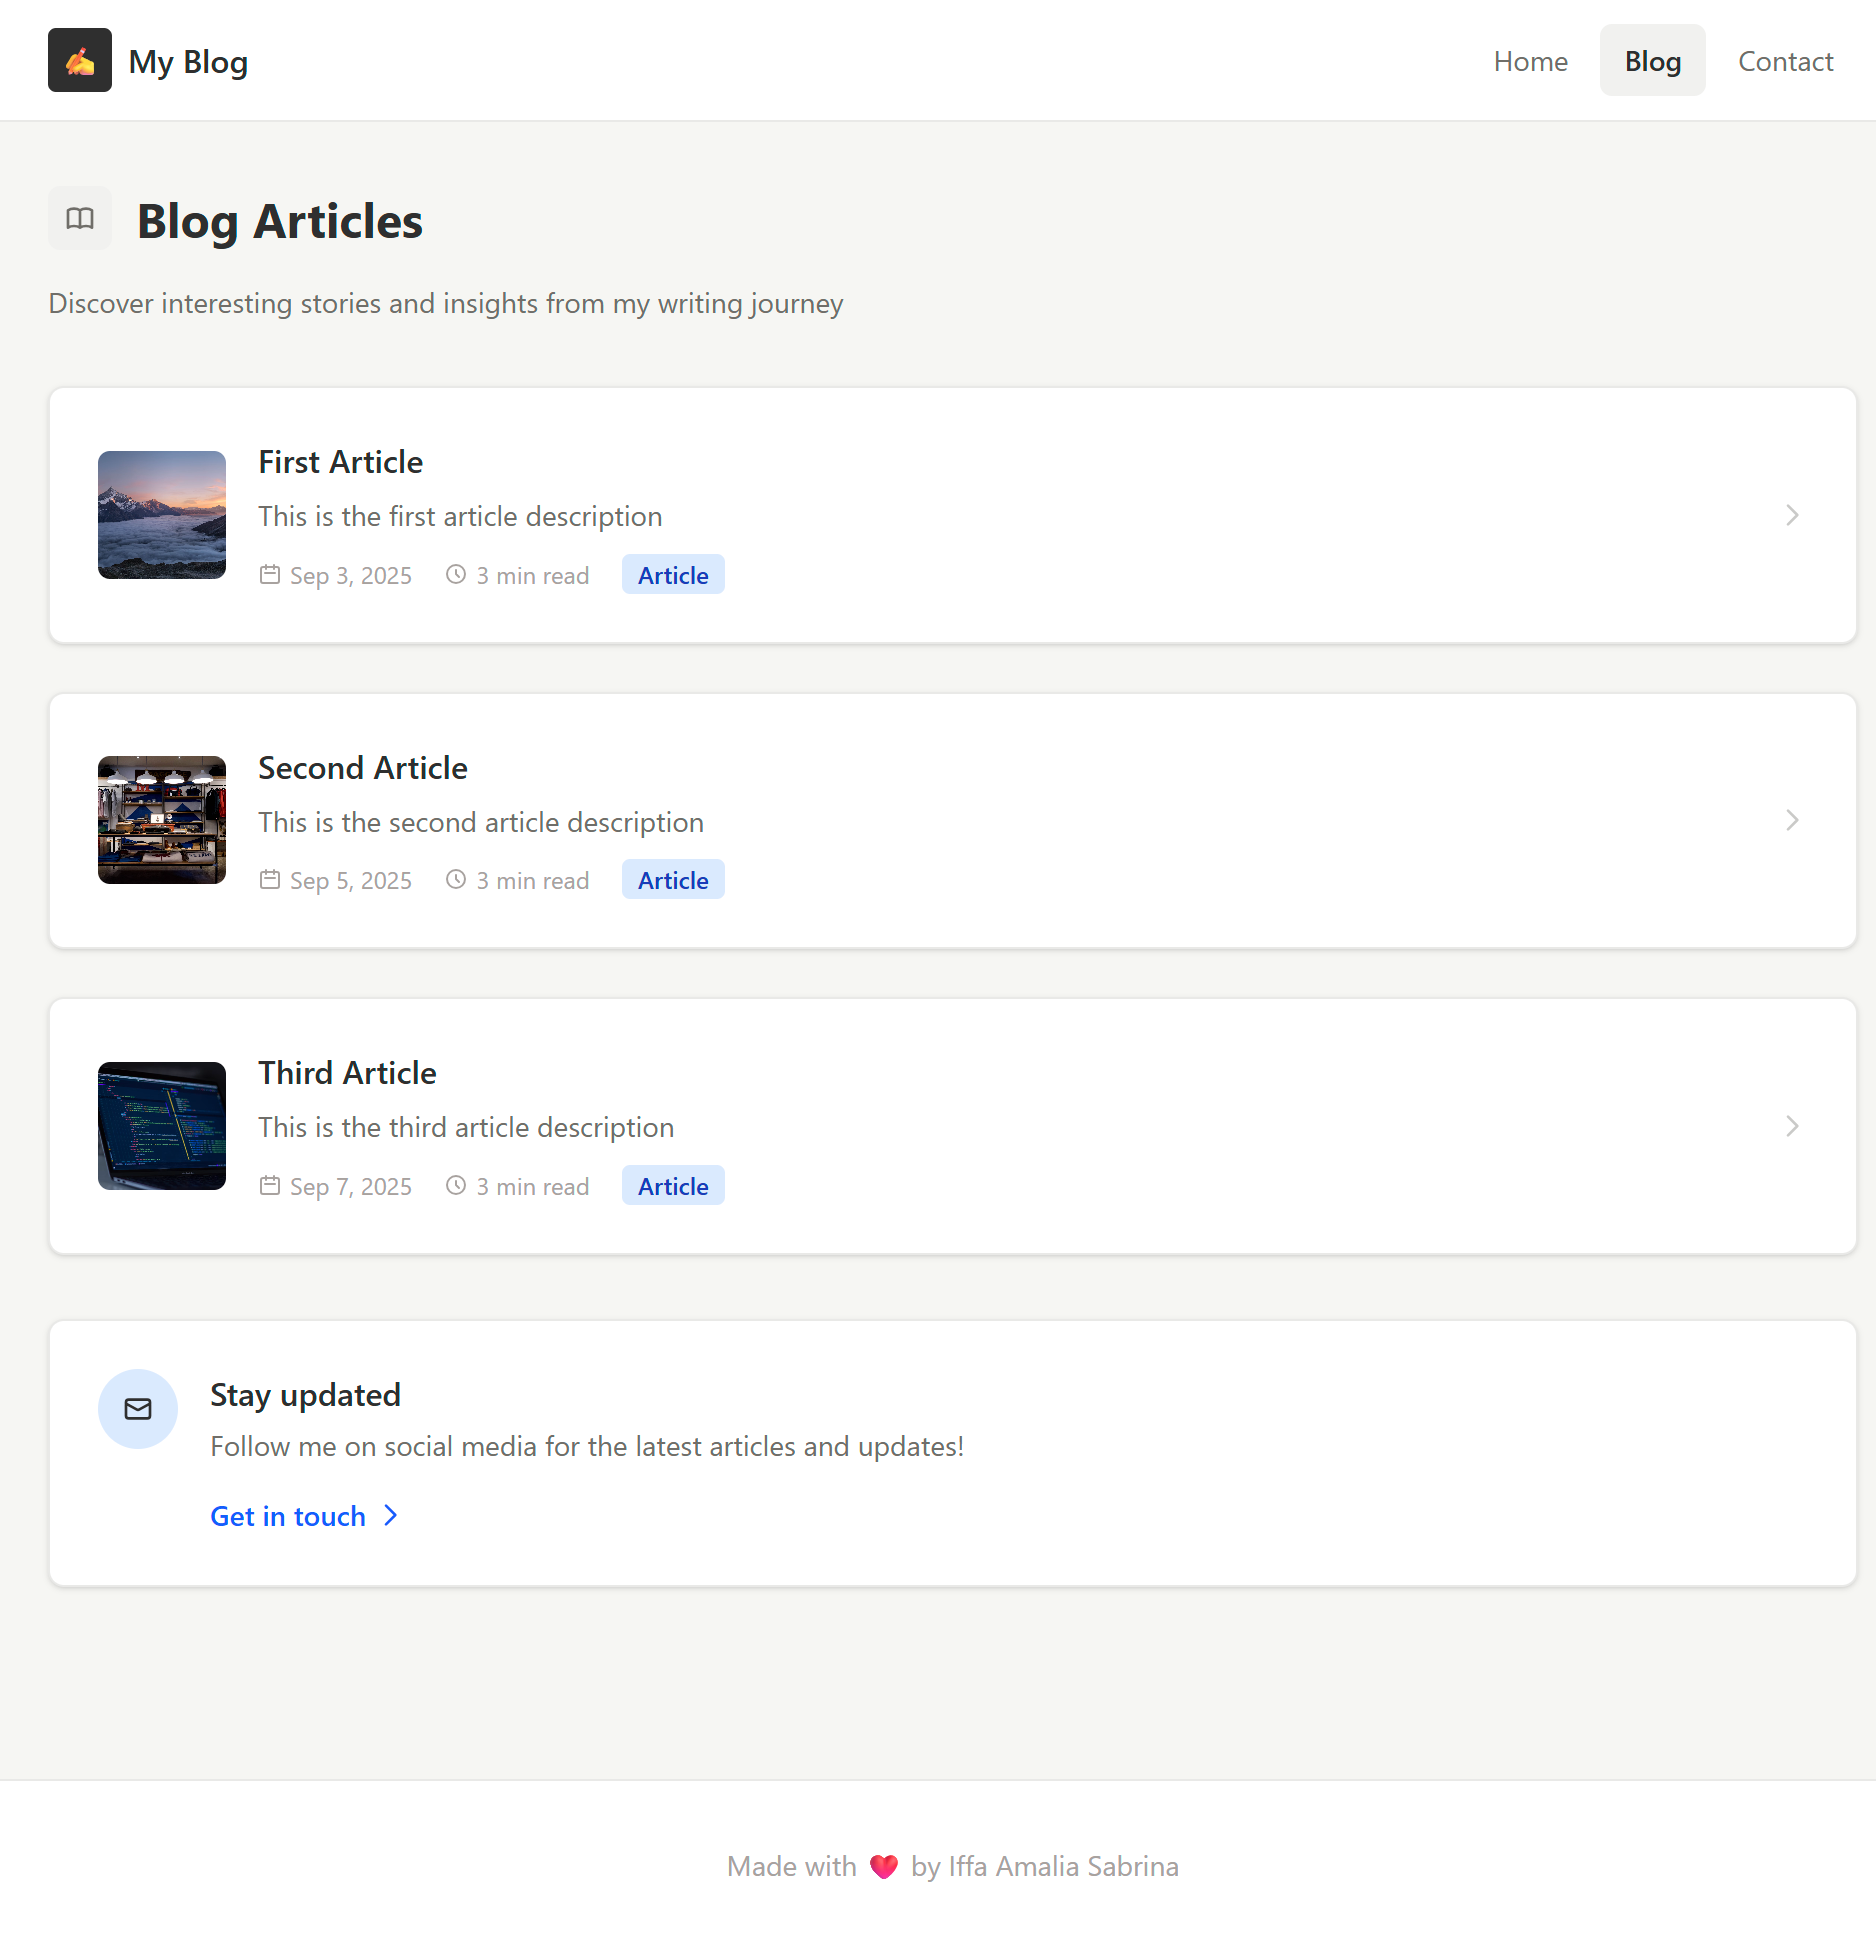 My Blog
Home
Blog
Contact
Blog Articles
Discover interesting stories and insights from my writing journey
First Article
This is the first article description
Sep 3, 2025 3 min read Article
Second Article
This is the second article description
Sep 5, 2025 3 min read Article
Third Article
This is the third article description
Sep 7, 2025 3 min read Article
Stay updated
Follow me on social media for the latest articles and updates!
Get in touch
Made with ❤️ by Iffa Amalia Sabrina